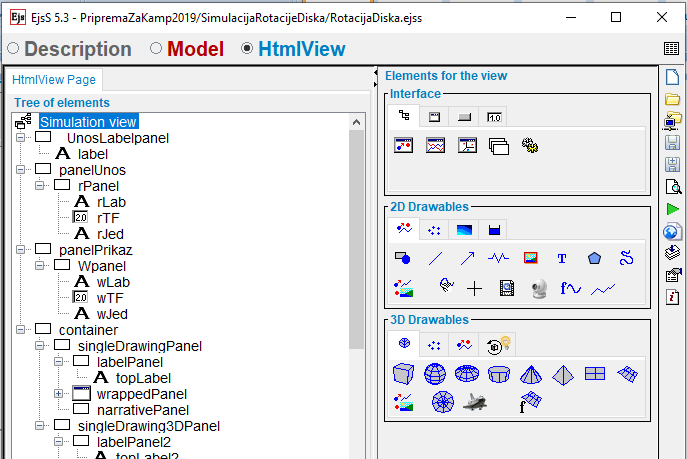 EjsS 5.3 - PripremaZaKamp2019/SimulacijaRotacijeDiska/RotacijaDiska.ejss
Description Model HtmlView
HtmlView Page
Tree of elements
Simulation view
UnosLabelpanel
label
panelUnos
rPanel
rLab
rTF
rJed
panelPrikaz
Wpanel
wLab
wTF
wJed
container
singleDrawingPanel
labelPanel
topLabel
wrappedPanel
narrativePanel
singleDrawing3DPanel
labelPanel2
topLabel2
Elements for the view
Interface
2D Drawables
3D Drawables